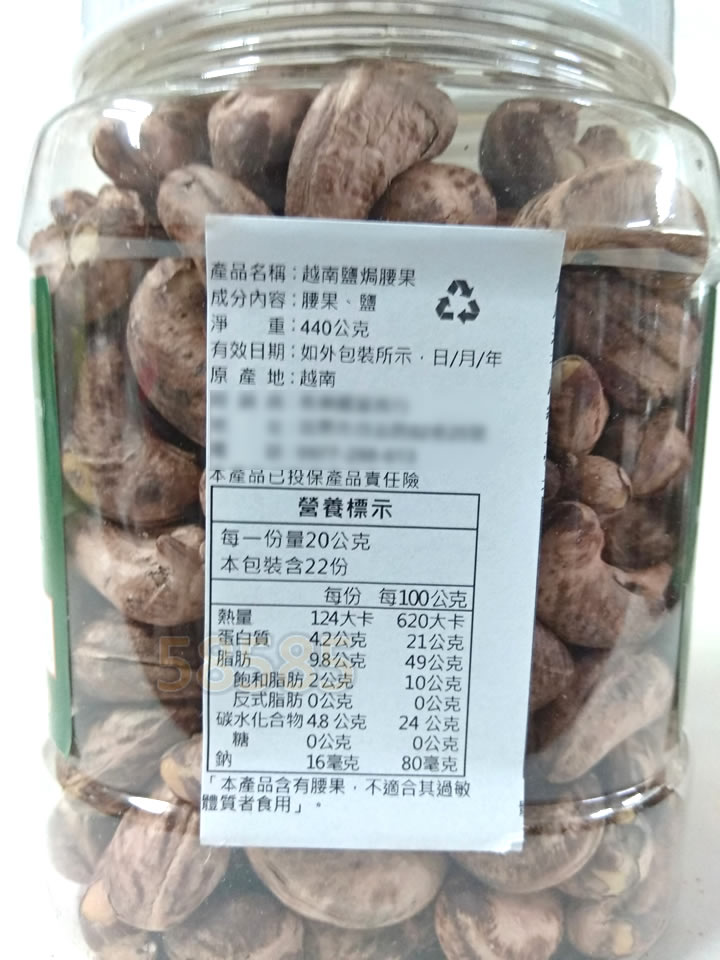 產品名稱：越南鹽焗腰果
成分內容：腰果、鹽
淨　　重：440公克
有效日期：如外包裝所示，日/月/年
原 產 地：越南
本產品已投保產品責任險
營養標示
每一份量20公克
本包裝含22份
每份 每100公克
熱量 124大卡 620大卡
蛋白質 4.2公克 21公克
脂肪 9.8公克 49公克
飽和脂肪 2公克 10公克
反式脂肪 0公克 0公克
碳水化合物 4.8公克 24公克
糖 0公克 0公克
鈉 16毫克 80毫克
「本產品含有腰果，不適合其過敏
體質者食用」。
58585